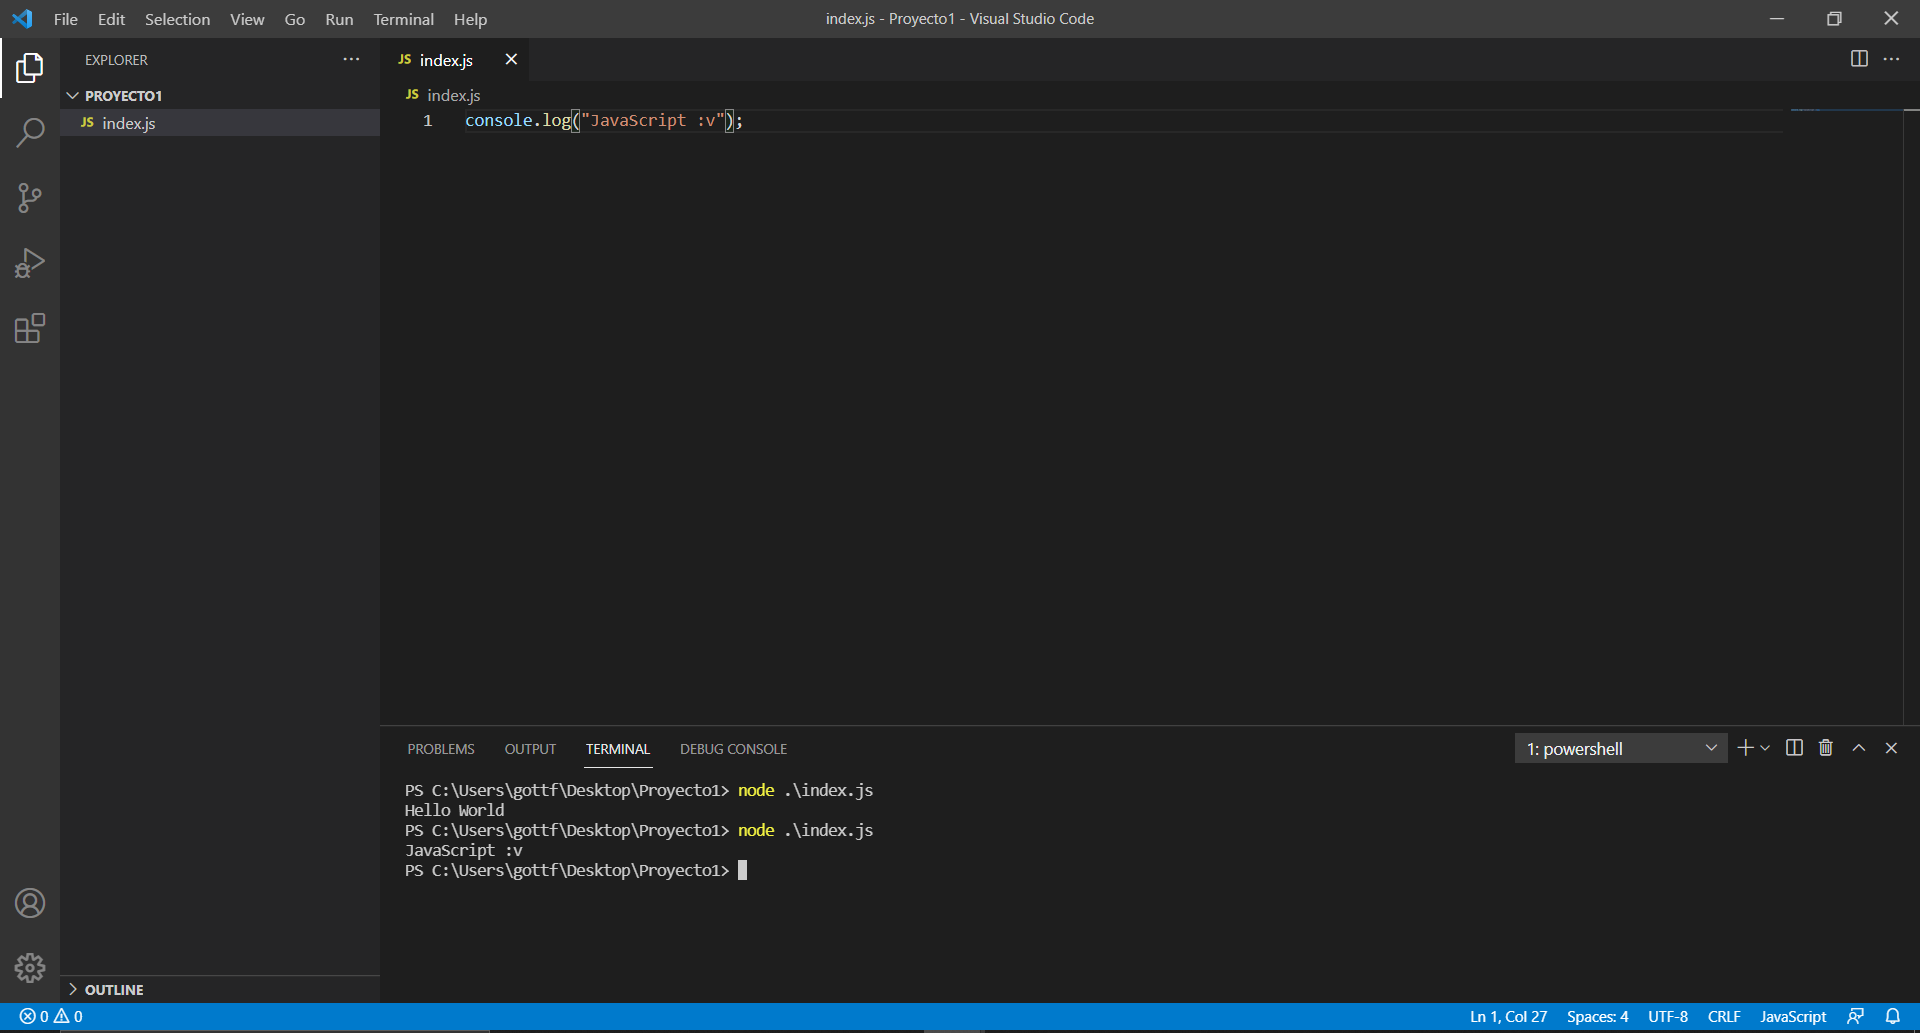 File Edit Selection View Go Run Terminal Help
index.js - Proyecto1 - Visual Studio Code
EXPLORER
PROYECTO1
JS index.js
OUTLINE
JS index.js
JS index.js
1 console.log("JavaScript :v");
PROBLEMS OUTPUT TERMINAL DEBUG CONSOLE
1: powershell
PS C:\Users\gottf\Desktop\Proyecto1> node .\index.js
Hello World
PS C:\Users\gottf\Desktop\Proyecto1> node .\index.js
JavaScript :v
PS C:\Users\gottf\Desktop\Proyecto1>
0 0
Ln 1, Col 27 Spaces: 4 UTF-8 CRLF JavaScript